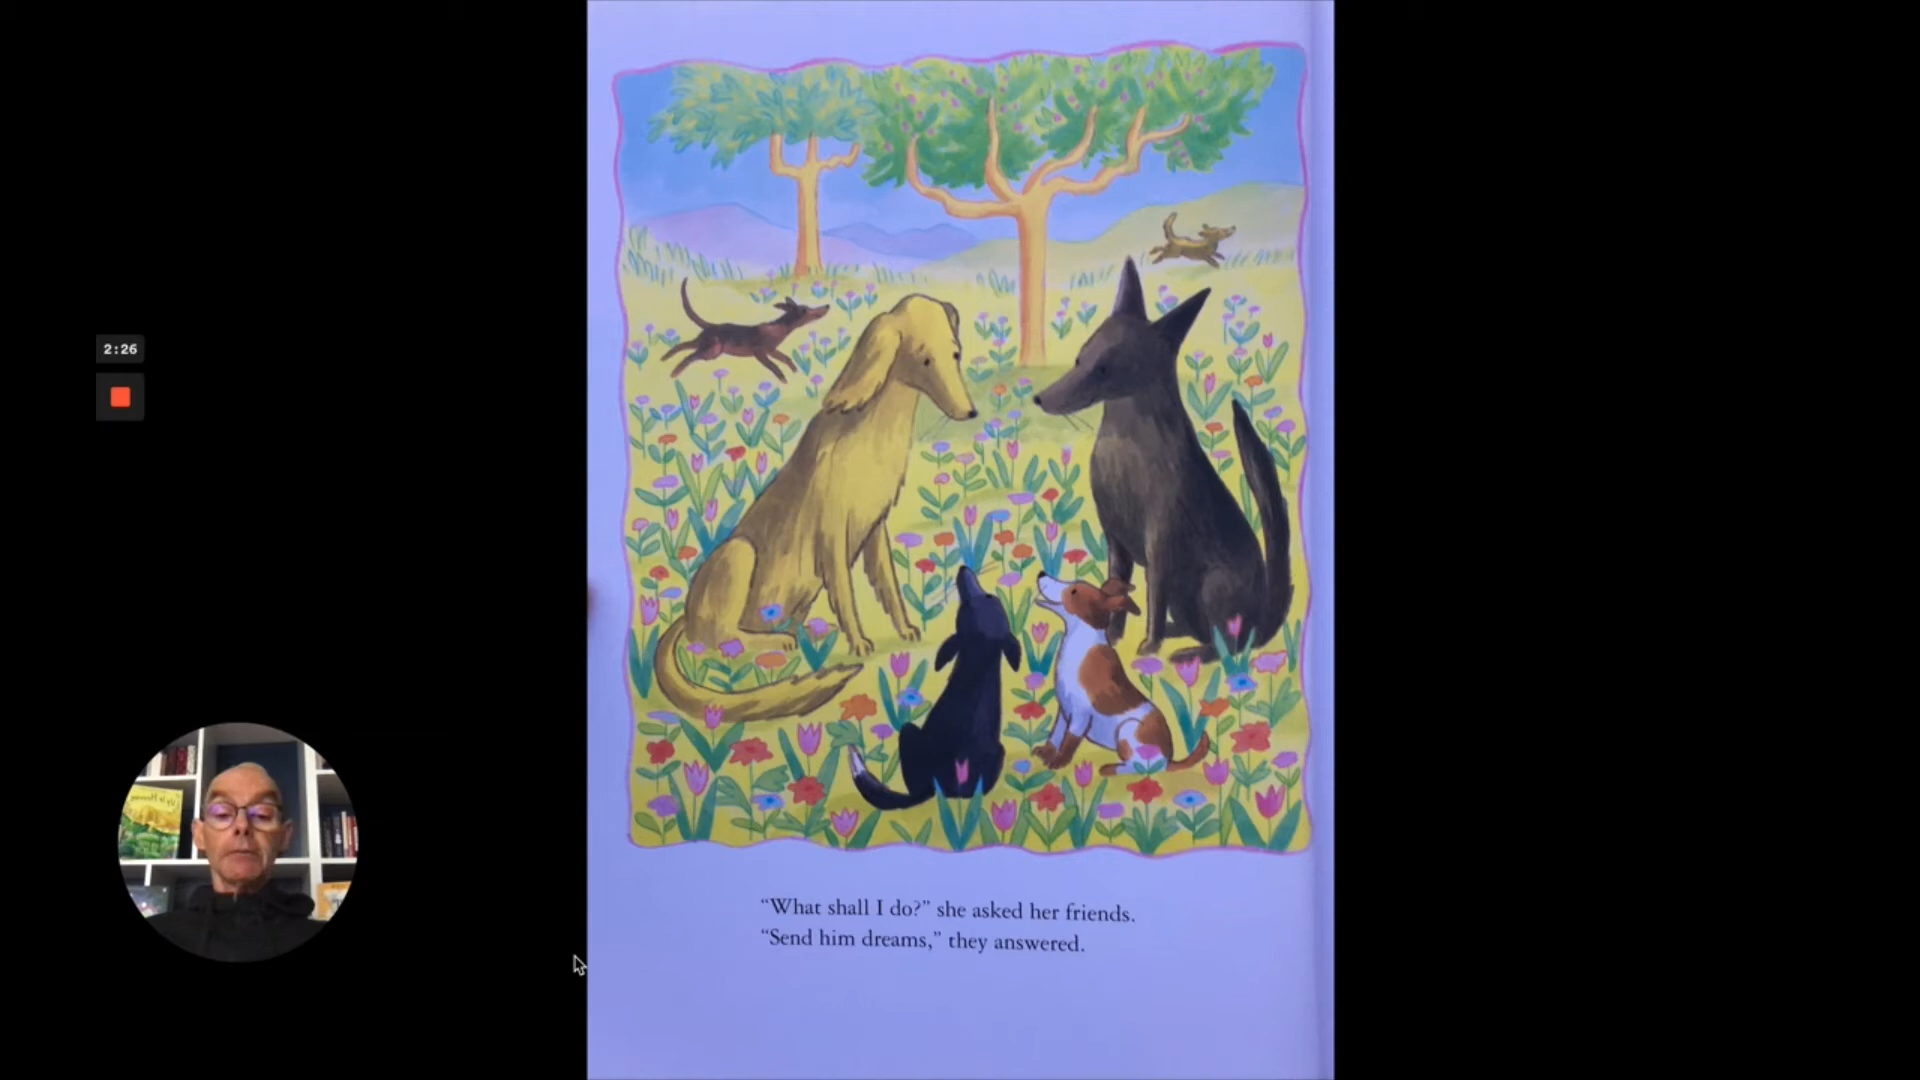 2:26
“What shall I do?” she asked her friends.
“Send him dreams,” they answered.